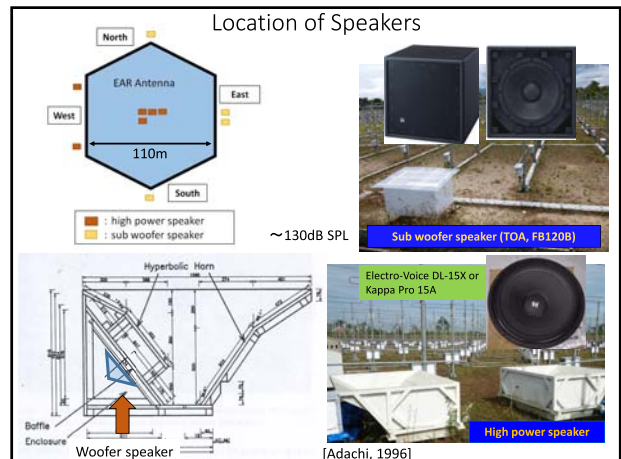 Location of Speakers
North
EAR Antenna
East
West
110m
South
: high power speaker
: sub woofer speaker
～130dB SPL
Sub woofer speaker (TOA, FB120B)
Hyperbolic Horn
Baffle
Enclosure
Woofer speaker
Electro-Voice DL-15X or
Kappa Pro 15A
High power speaker
[Adachi, 1996]